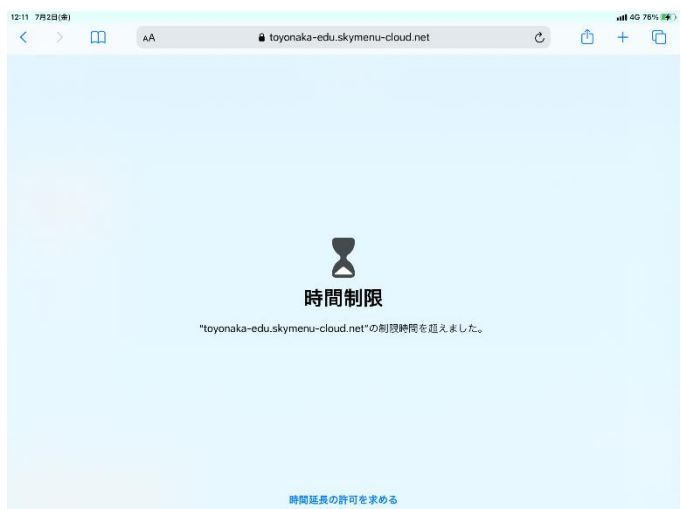 12:11 7月2日(金) 4G 76%
AA toyonaka-edu.skymenu-cloud.net
時間制限
"toyonaka-edu.skymenu-cloud.net"の制限時間を超えました。
時間延長の許可を求める